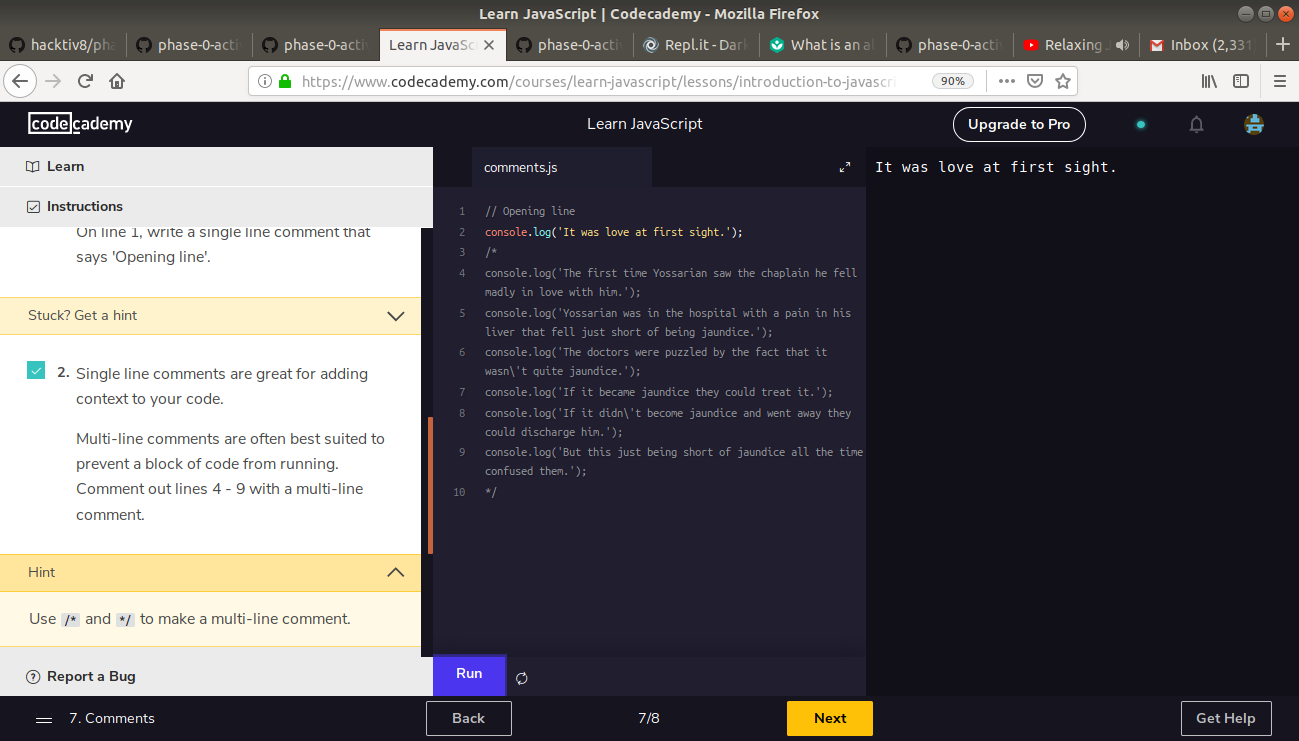 Learn JavaScript | Codecademy - Mozilla Firefox
hacktiv8/pha
phase-0-acti
phase-0-acti
Learn JavaSc
phase-0-acti
Repl.it - Dark
What is an al
phase-0-acti
Relaxing
Inbox (2,331
https://www.codecademy.com/courses/learn-javascript/lessons/introduction-to-javascri
90%
codecademy
Learn JavaScript
Upgrade to Pro
Learn
Instructions
On line 1, write a single line comment that
says 'Opening line'.
Stuck? Get a hint
2. Single line comments are great for adding
context to your code.
Multi-line comments are often best suited to
prevent a block of code from running.
Comment out lines 4 - 9 with a multi-line
comment.
Hint
Use /* and */ to make a multi-line comment.
Report a Bug
comments.js
1 // Opening line
2 console.log('It was love at first sight.');
3 /*
4 console.log('The first time Yossarian saw the chaplain he fell
madly in love with him.');
5 console.log('Yossarian was in the hospital with a pain in his
liver that fell just short of being jaundice.');
6 console.log('The doctors were puzzled by the fact that it
wasn\'t quite jaundice.');
7 console.log('If it became jaundice they could treat it.');
8 console.log('If it didn\'t become jaundice and went away they
could discharge him.');
9 console.log('But this just being short of jaundice all the time
confused them.');
10 */
Run
It was love at first sight.
7. Comments
Back
7/8
Next
Get Help